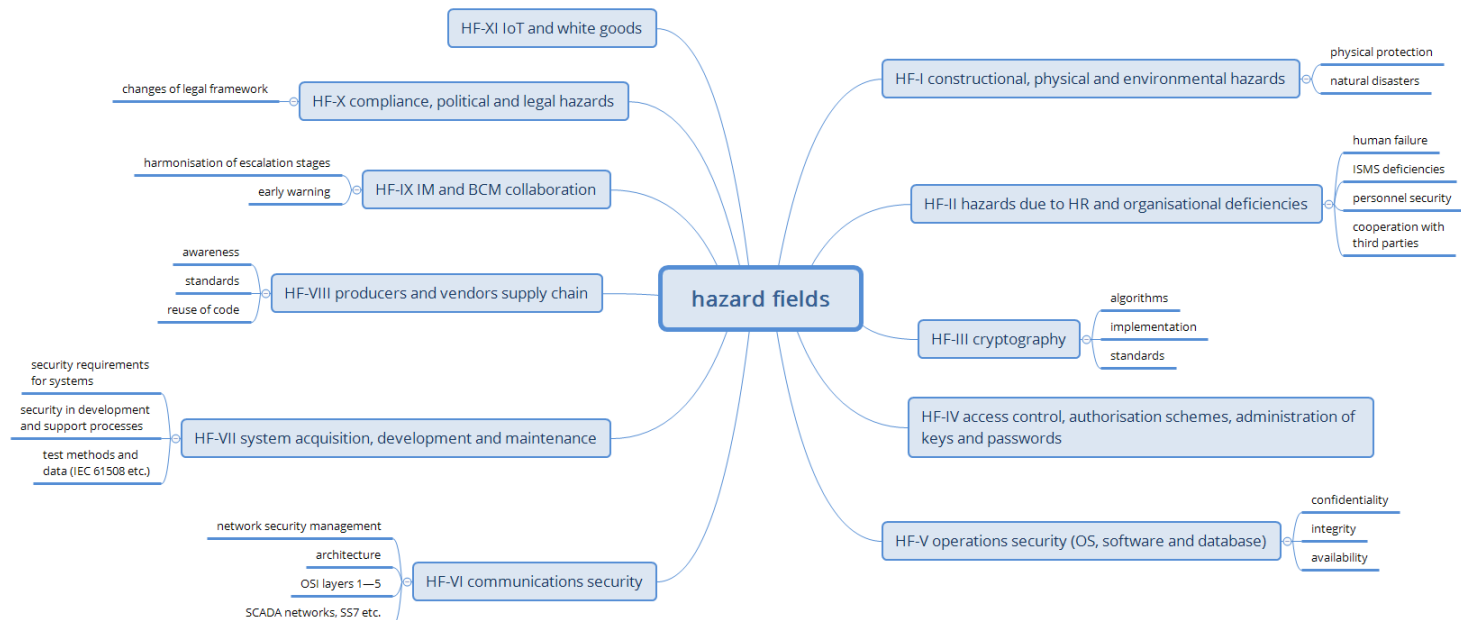 hazard fields
HF-I constructional, physical and environmental hazards
physical protection
natural disasters
HF-II hazards due to HR and organisational deficiencies
human failure
ISMS deficiencies
personnel security
cooperation with
third parties
HF-III cryptography
algorithms
implementation
standards
HF-IV access control, authorisation schemes, administration of
keys and passwords
HF-V operations security (OS, software and database)
confidentiality
integrity
availability
HF-VI communications security
network security management
architecture
OSI layers 1—5
SCADA networks, SS7 etc.
HF-VII system acquisition, development and maintenance
security requirements
for systems
security in development
and support processes
test methods and
data (IEC 61508 etc.)
HF-VIII producers and vendors supply chain
awareness
standards
reuse of code
HF-IX IM and BCM collaboration
harmonisation of escalation stages
early warning
HF-X compliance, political and legal hazards
changes of legal framework
HF-XI IoT and white goods